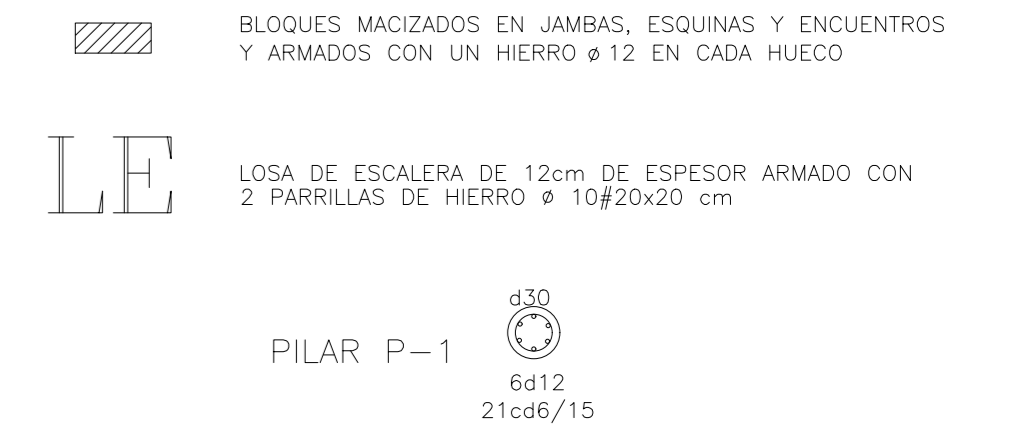 BLOQUES MACIZADOS EN JAMBAS, ESQUINAS Y ENCUENTROS
Y ARMADOS CON UN HIERRO ø 12 EN CADA HUECO
LE
LOSA DE ESCALERA DE 12cm DE ESPESOR ARMADO CON
2 PARRILLAS DE HIERRO ø 10#20x20 cm
d30
PILAR P-1
6d12
21cd6/15